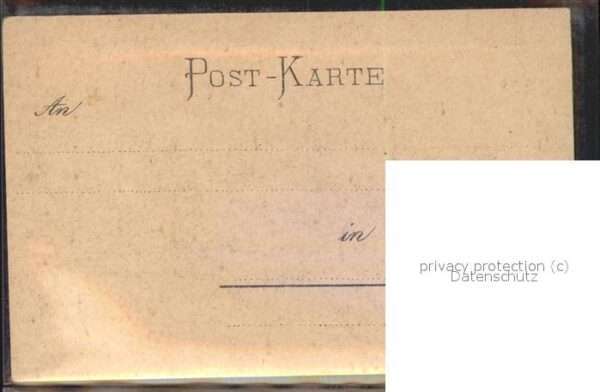 POST-KARTE
An
in
privacy protection (c)
Datenschutz